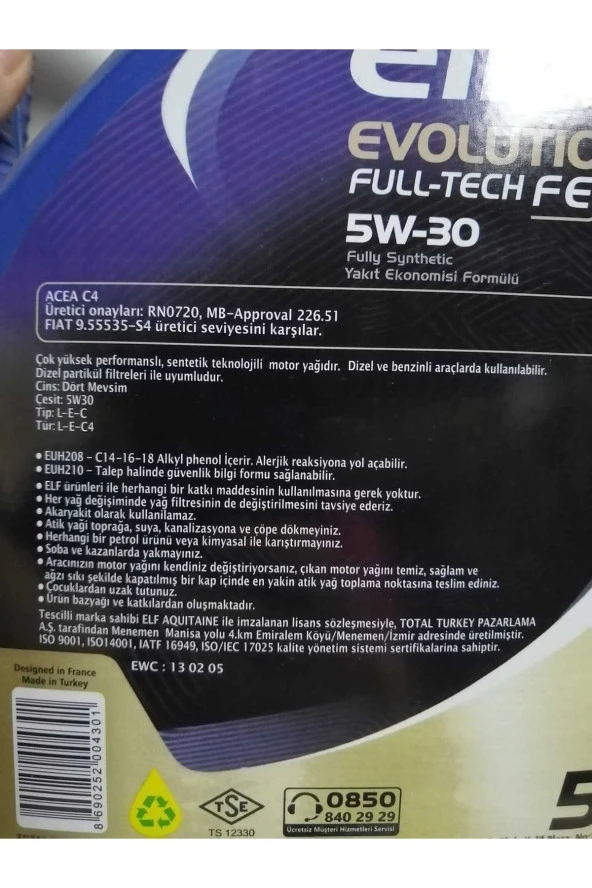 elf
EVOLUTIO
FULL-TECH FE
5W-30
Fully Synthetic
Yakıt Ekonomisi Formülü
ACEA C4
Üretici onayları: RN0720, MB-Approval 226.51
FIAT 9.55535-S4 üretici seviyesini karşılar.
Çok yüksek performanslı, sentetik teknolojili motor yağıdır. Dizel ve benzinli araçlarda kullanılabilir.
Dizel partikül filtreleri ile uyumludur.
Cins: Dört Mevsim
Çesit: 5W30
Tip: L-E-C
Tür: L-E-C4
• EUH208 - C14-16-18 Alkyl phenol İçerir. Alerjik reaksiyona yol açabilir.
• EUH210 - Talep halinde güvenlik bilgi formu sağlanabilir.
• ELF ürünleri ile herhangi bir katkı maddesinin kullanılmasına gerek yoktur.
• Her yağ değişiminde yağ filtresinin de değiştirilmesini tavsiye ederiz.
• Akaryakıt olarak kullanılamaz.
• Atik yaği toprağa, suya, kanalizasyona ve çöpe dökmeyiniz.
• Herhangi bir petrol ürünü veya kimyasal ile karıştırmayınız.
• Soba ve kazanlarda yakmayınız.
• Aracınızın motor yağını kendiniz değiştiriyorsanız, çıkan motor yağını temiz, sağlam ve
ağzı sıkı şekilde kapatılmış bir kap içinde en yakin atik yağ toplama noktasına teslim ediniz.
• Çocuklardan uzak tutunuz.
• Ürün bazyağı ve katkılardan oluşmaktadır.
Tescilli marka sahibi ELF AQUITAINE ile imzalanan lisans sözleşmesiyle, TOTAL TURKEY PAZARLAMA
A.Ş. tarafından Menemen Manisa yolu 4.km Emiralem Köyü/Menemen/İzmir adresinde üretilmiştir.
ISO 9001, ISO14001, IATF 16949, ISO/IEC 17025 kalite yönetim sistemi sertifikalarına sahiptir.
EWC : 13 02 05
Designed in France
Made in Turkey
8 690252 004301
TSE
TS 12330
0850
840 29 29
Ücretsiz Müşteri Hizmetleri Servisi
5